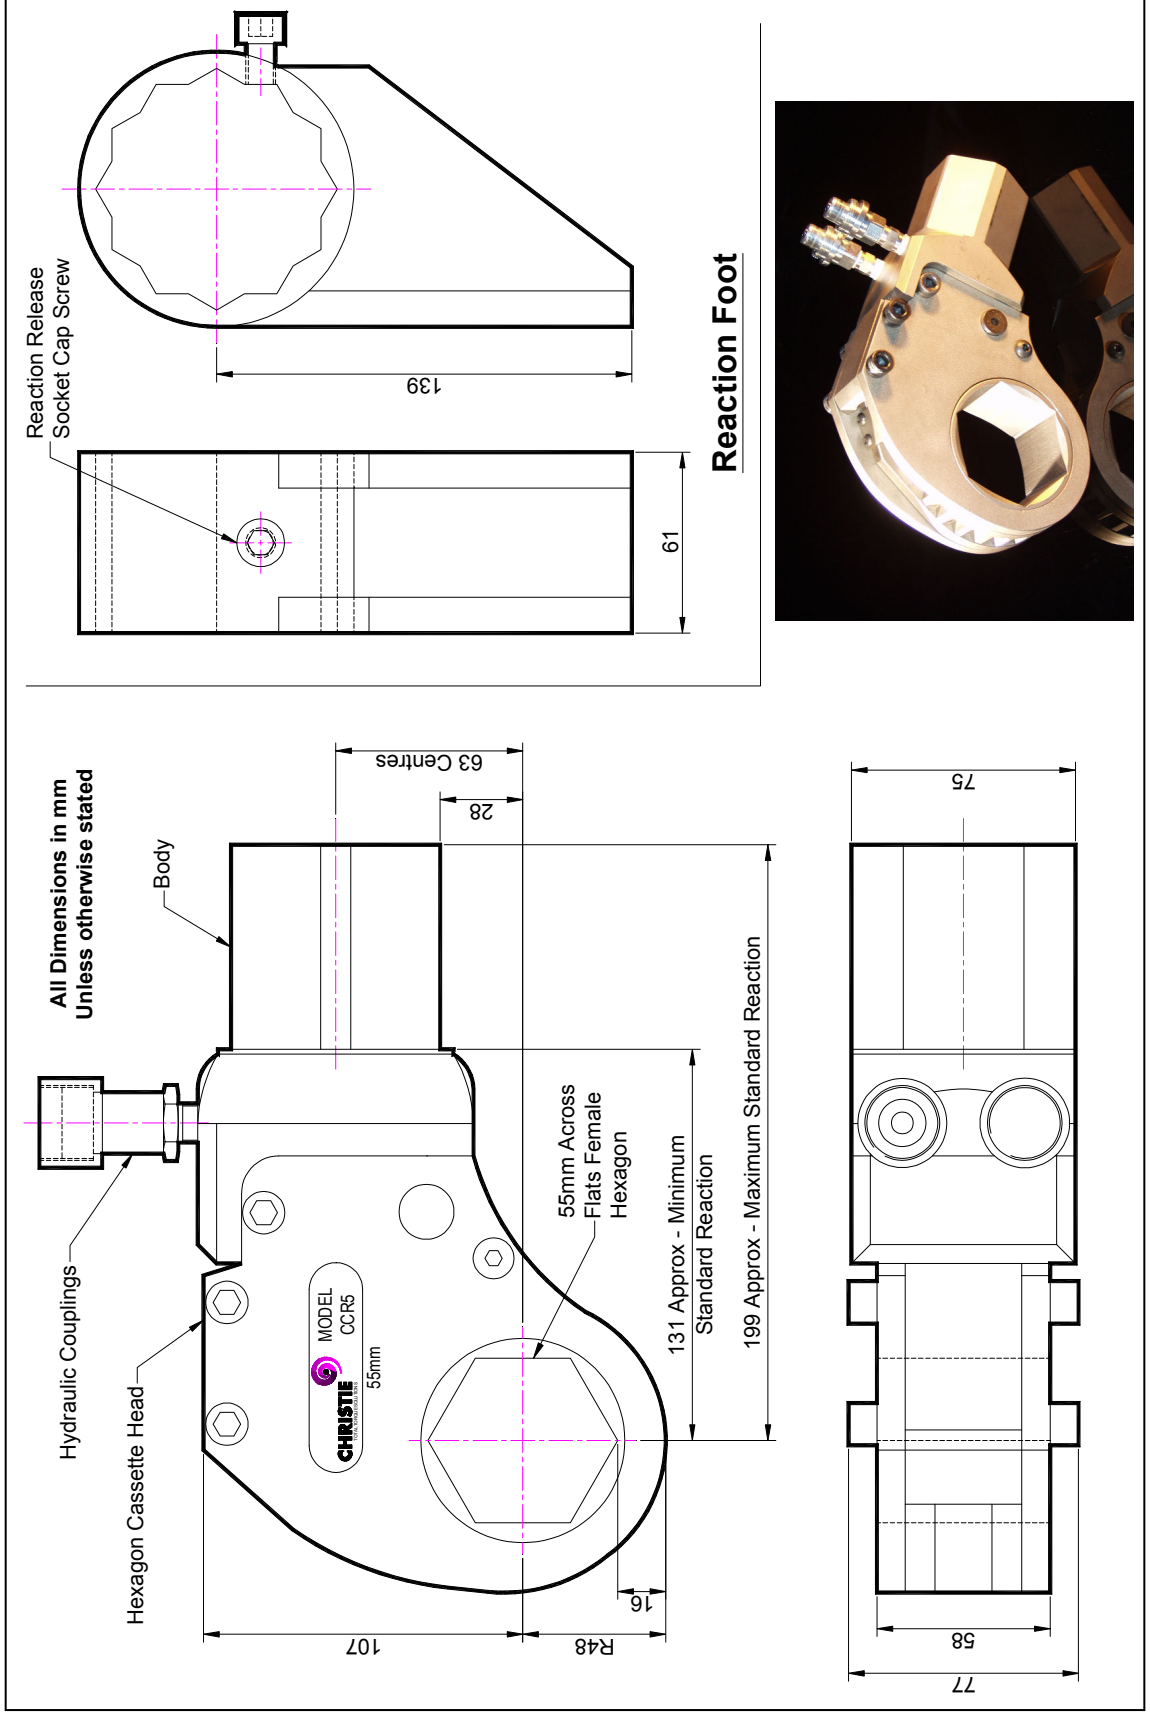 All Dimensions in mm
Unless otherwise stated
Hydraulic Couplings
Hexagon Cassette Head
Body
MODEL
CCR5
CHRISTIE
55mm
55mm Across
Flats Female
Hexagon
63 Centres
28
107
R48
16
131 Approx - Minimum
Standard Reaction
199 Approx - Maximum Standard Reaction
75
58
77
Reaction Release
Socket Cap Screw
139
61
Reaction Foot